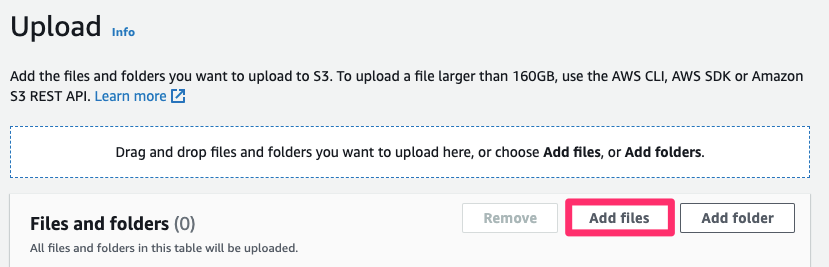 Upload Info
Add the files and folders you want to upload to S3. To upload a file larger than 160GB, use the AWS CLI, AWS SDK or Amazon
S3 REST API. Learn more
Drag and drop files and folders you want to upload here, or choose Add files, or Add folders.
Files and folders (0) Remove Add files Add folder
All files and folders in this table will be uploaded.